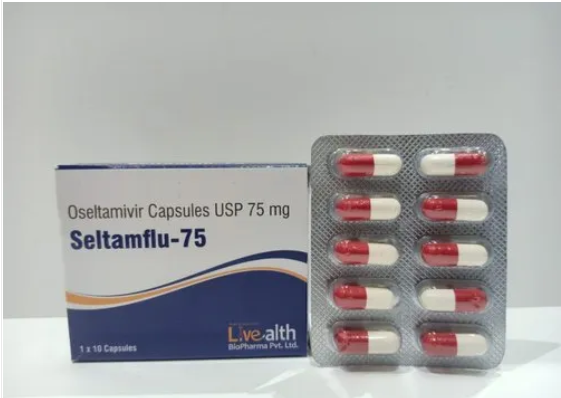 Oseltamivir Capsules USP 75 mg
Seltamflu-75
Live-alth
BioPharma Pvt. Ltd.
1 x 10 Capsules